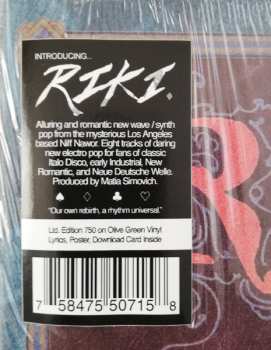 INTRODUCING...
RIKI.
Alluring and romantic new wave / synth
pop from the mysterious Los Angeles
based Niff Nawor. Eight tracks of daring
new electro pop for fans of classic
Italo Disco, early Industrial, New
Romantic, and Neue Deutsche Welle.
Produced by Matia Simovich.
"Our own rebirth, a rhythm universal."
Ltd. Edition 750 on Olive Green Vinyl
Lyrics, Poster, Download Card Inside
7 58475 50715 8
R